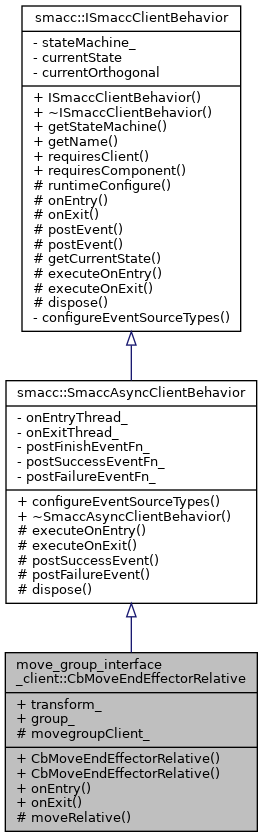 smacc::ISmaccClientBehavior
- stateMachine_
- currentState
- currentOrthogonal
+ ISmaccClientBehavior()
+ ~ISmaccClientBehavior()
+ getStateMachine()
+ getName()
+ requiresClient()
+ requiresComponent()
# runtimeConfigure()
# onEntry()
# onExit()
# postEvent()
# postEvent()
# getCurrentState()
# executeOnEntry()
# executeOnExit()
# dispose()
- configureEventSourceTypes()
smacc::SmaccAsyncClientBehavior
- onEntryThread_
- onExitThread_
- postFinishEventFn_
- postSuccessEventFn_
- postFailureEventFn_
+ configureEventSourceTypes()
+ ~SmaccAsyncClientBehavior()
# executeOnEntry()
# executeOnExit()
# postSuccessEvent()
# postFailureEvent()
# dispose()
move_group_interface
_client::CbMoveEndEffectorRelative
+ transform_
+ group_
# movegroupClient_
+ CbMoveEndEffectorRelative()
+ CbMoveEndEffectorRelative()
+ onEntry()
+ onExit()
# moveRelative()